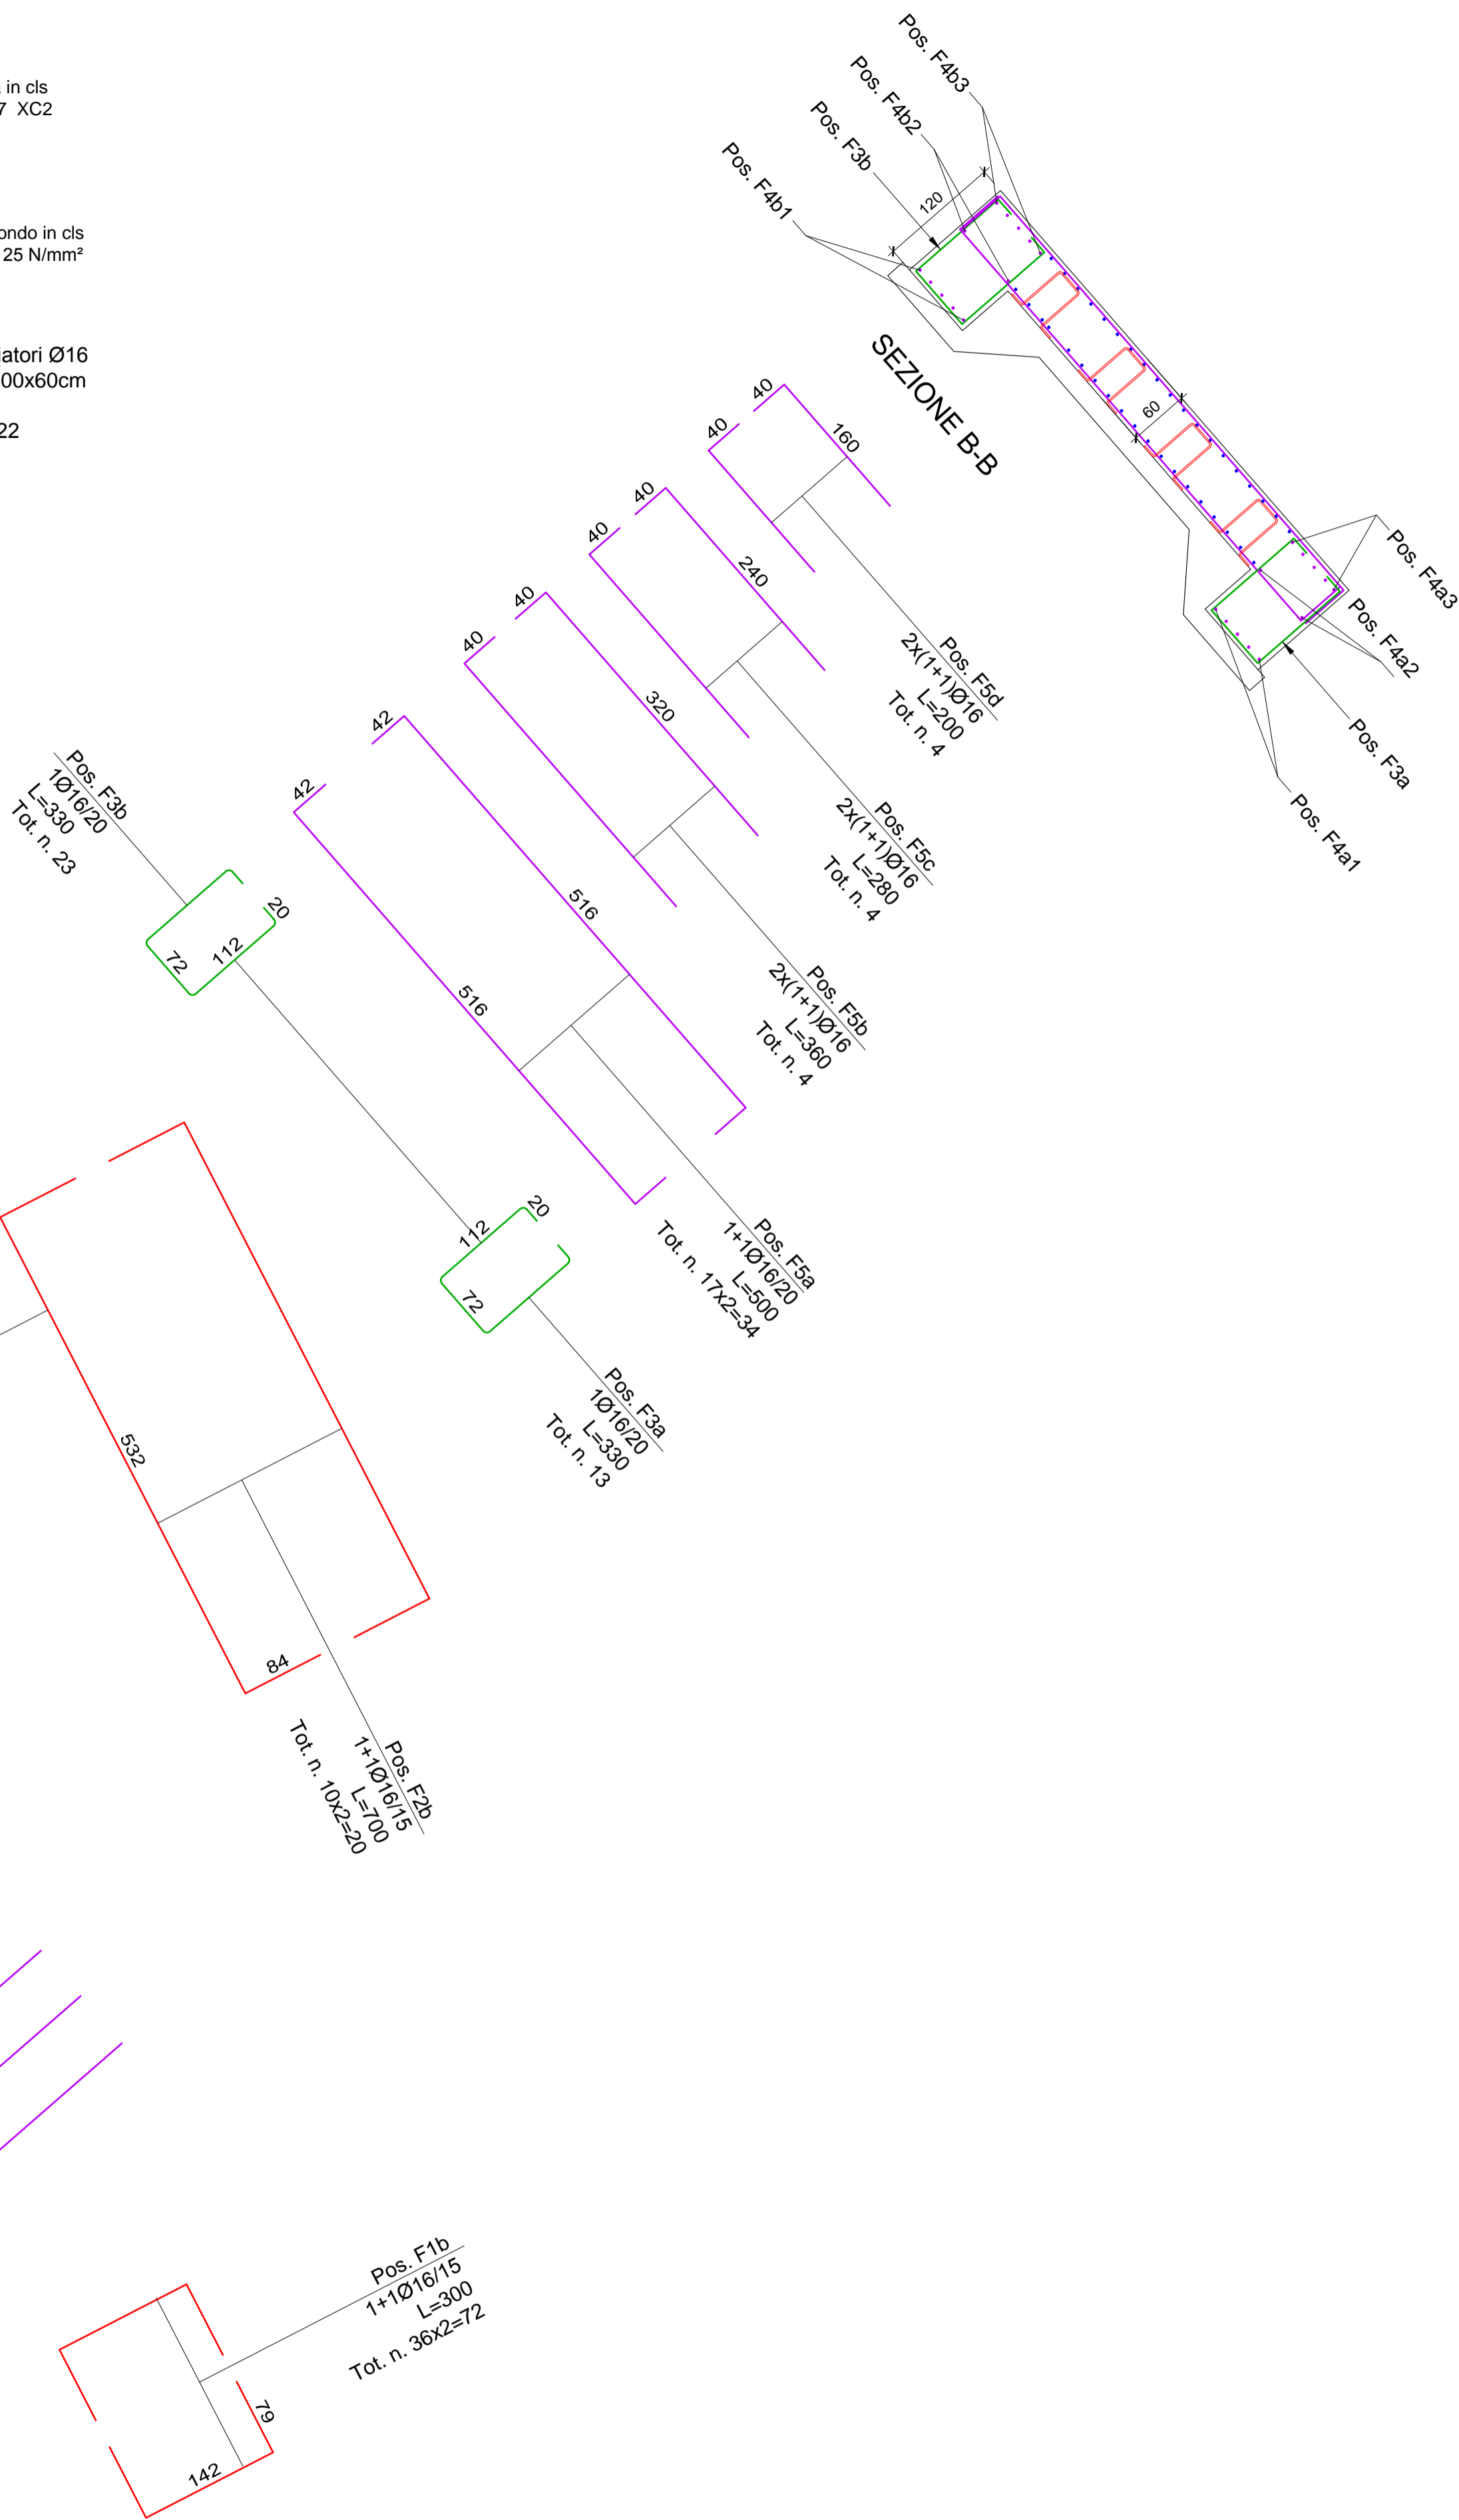 in cls
7 XC2
ondo in cls
25 N/mm²
iatori Ø16
00x60cm
22
Pos. F4b3
Pos. F4b2
Pos. F3b
Pos. F4b1
120
60
SEZIONE B-B
Pos. F4a3
Pos. F4a2
Pos. F3a
Pos. F4a1
40
40
160
Pos. F5d
2x(1+1)Ø16
L=200
Tot. n. 4
40
40
240
Pos. F5c
2x(1+1)Ø16
L=280
Tot. n. 4
40
40
320
Pos. F5b
2x(1+1)Ø16
L=360
Tot. n. 4
42
42
516
516
Pos. F5a
1+1Ø16/20
L=500
Tot. n. 17x2=34
Pos. F3b
1Ø16/20
L=330
Tot. n. 23
20
72
112
112
20
72
Pos. F3a
1Ø16/20
L=330
Tot. n. 13
532
84
Pos. F2b
1+1Ø16/15
L=700
Tot. n. 10x2=20
Pos. F1b
1+1Ø16/15
L=300
Tot. n. 36x2=72
79
142